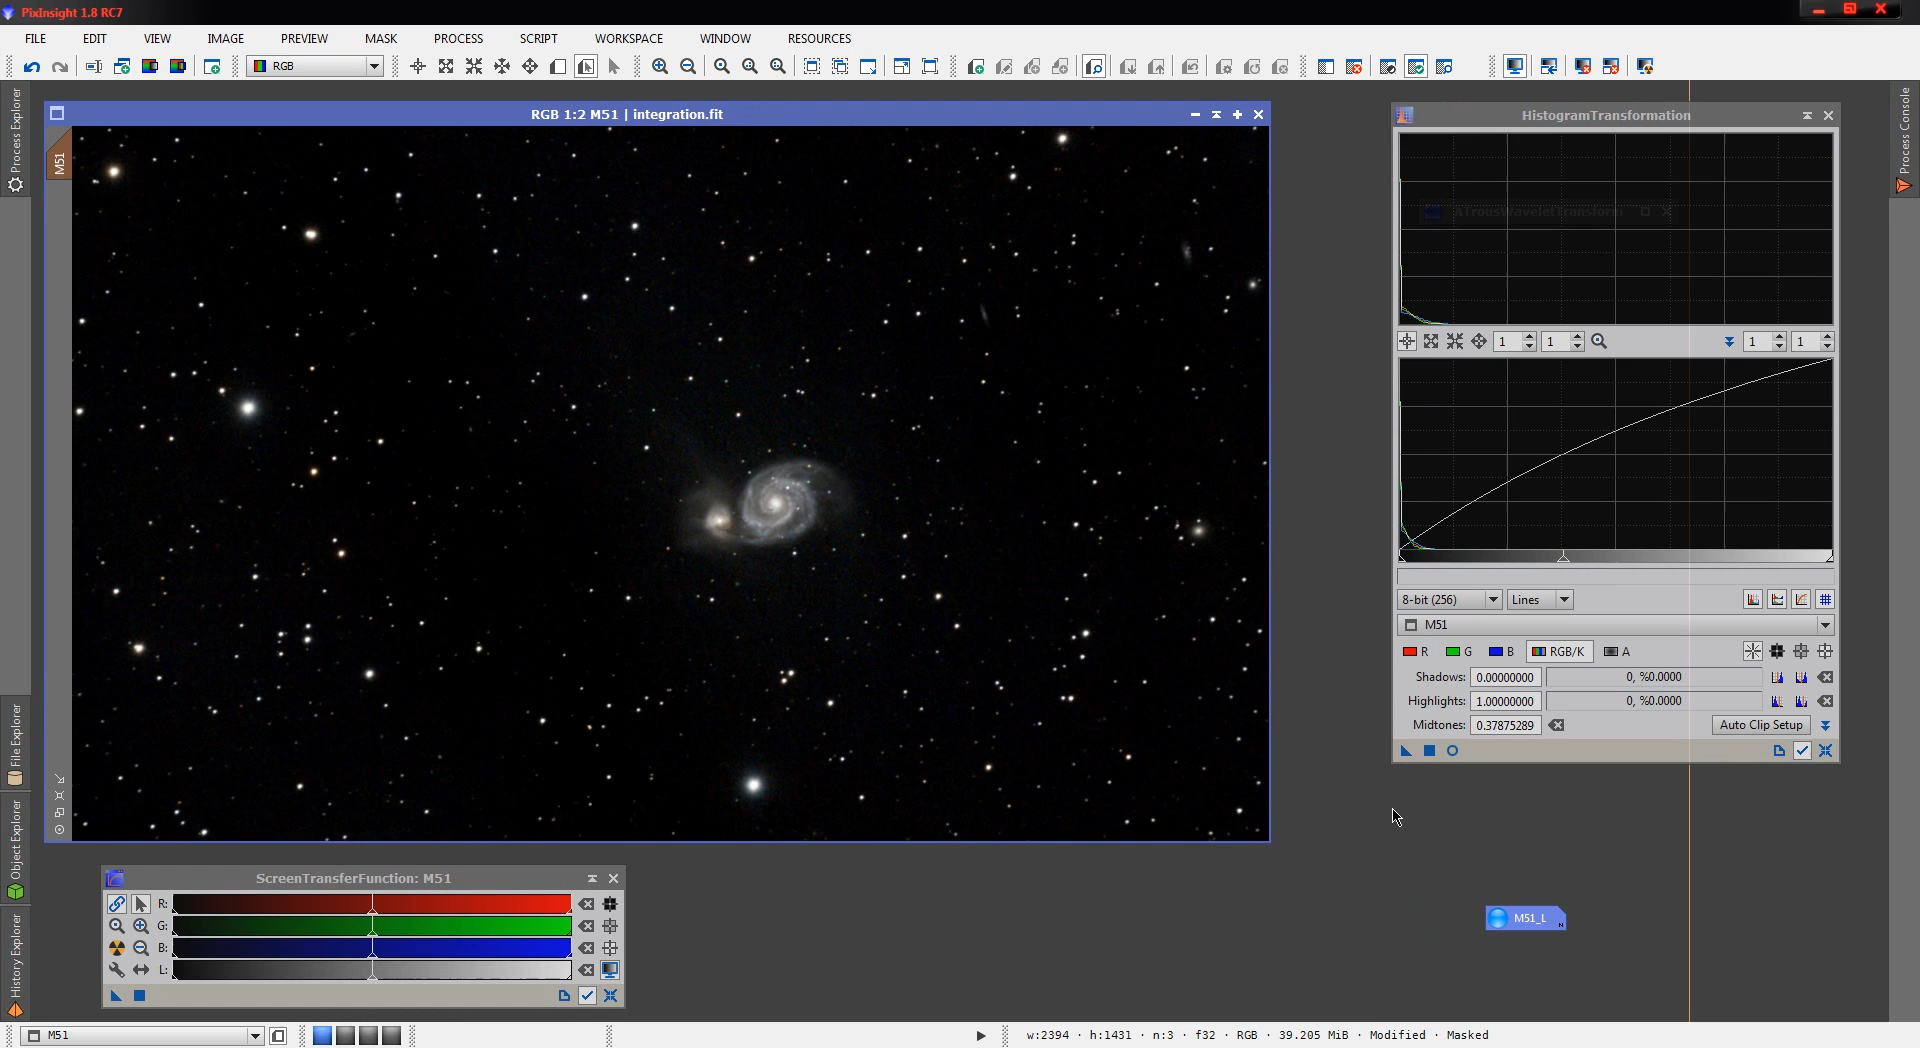 PixInsight 1.8 RC7
FILE EDIT VIEW IMAGE PREVIEW MASK PROCESS SCRIPT WORKSPACE WINDOW RESOURCES
RGB
Process Explorer
File Explorer
Object Explorer
History Explorer
RGB 1:2 M51 | integration.fit
M51
HistogramTransformation
ATrousWaveletTransform
1 1 1 1
8-bit (256) Lines
M51
R G B RGB/K A
Shadows: 0.00000000 0, %0.0000
Highlights: 1.00000000 0, %0.0000
Midtones: 0.37875289 Auto Clip Setup
Process Console
M51_L
N
ScreenTransferFunction: M51
R:
G:
B:
L:
M51
w:2394 · h:1431 · n:3 · f32 · RGB · 39.205 MiB · Modified · Masked